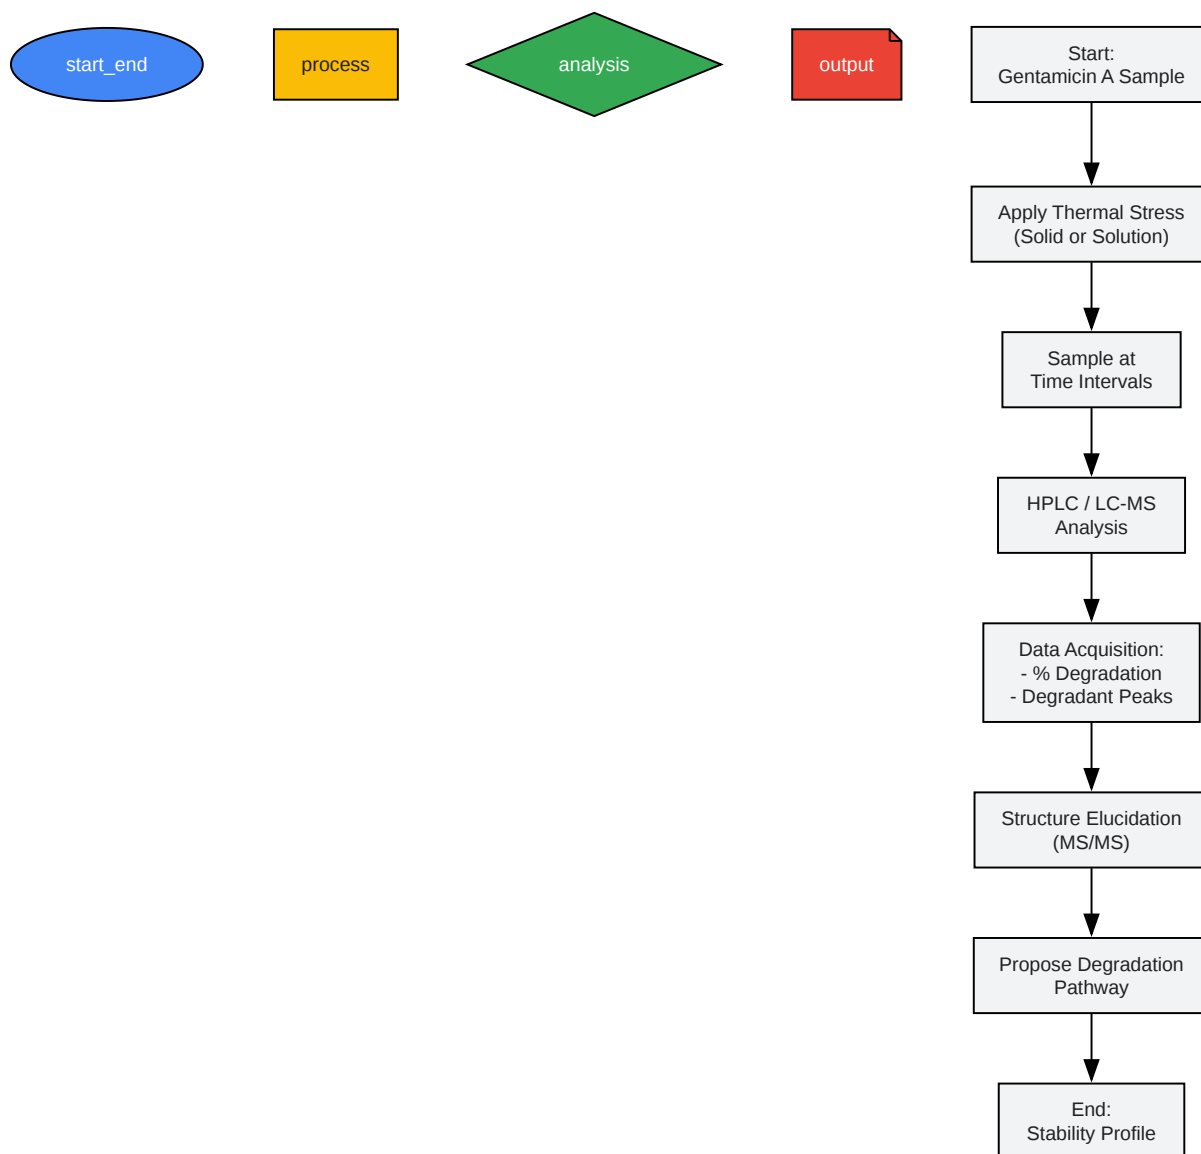 start_end
process
analysis
output
Start:
Gentamicin A Sample
Apply Thermal Stress
(Solid or Solution)
Sample at
Time Intervals
HPLC / LC-MS
Analysis
Data Acquisition:
- % Degradation
- Degradant Peaks
Structure Elucidation
(MS/MS)
Propose Degradation
Pathway
End:
Stability Profile